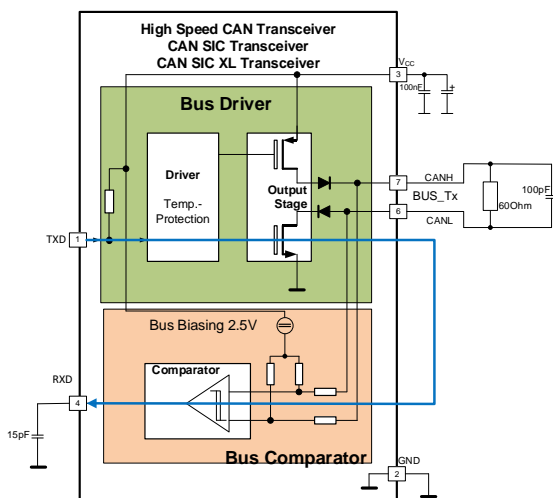 High Speed CAN Transceiver
CAN SIC Transceiver
CAN SIC XL Transceiver
VCC
3
100nF
+
Bus Driver
Driver
Temp.-
Protection
Output
Stage
7
CANH
BUS_Tx
6
CANL
60Ohm
100pF
TXD
1
Bus Biasing 2.5V
Comparator
RXD
4
15pF
Bus Comparator
GND
2